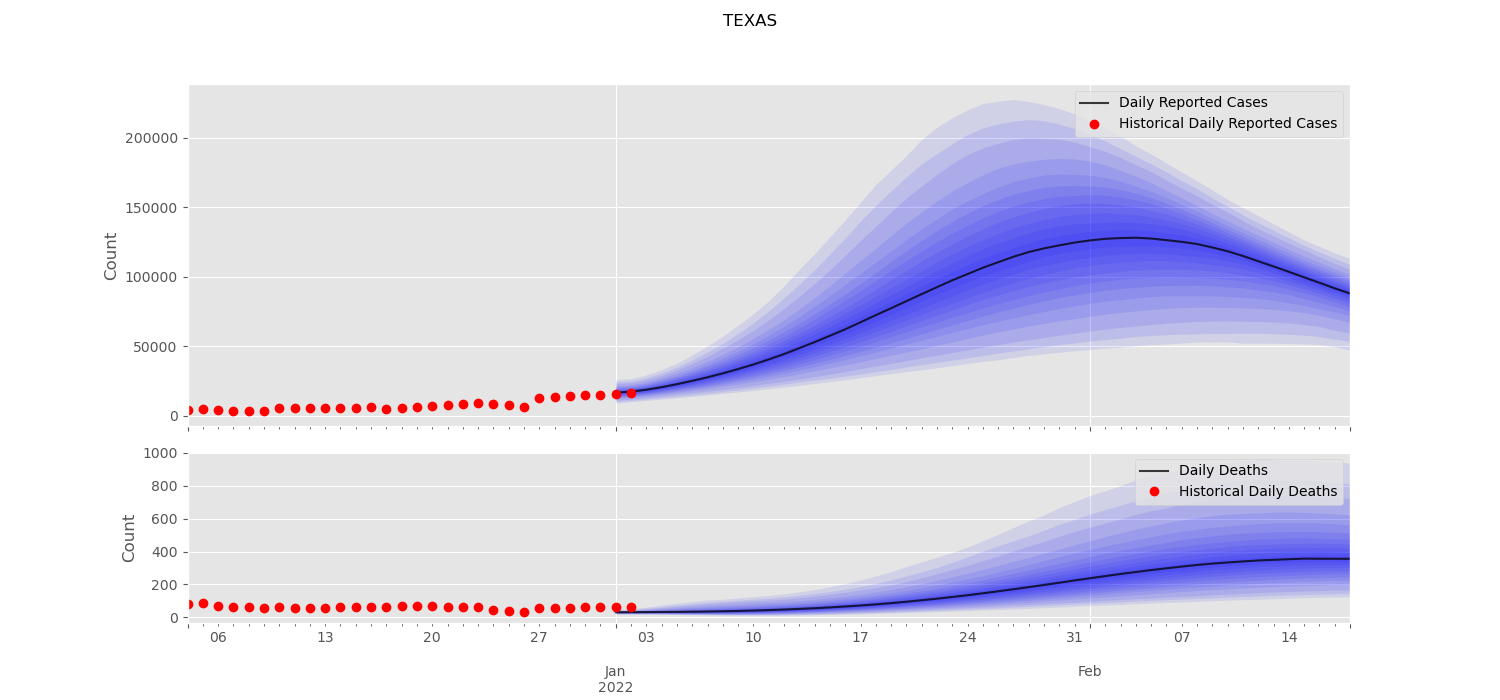 TEXAS
Count
200000
150000
100000
50000
0
Daily Reported Cases
Historical Daily Reported Cases
Count
1000
800
600
400
200
0
Daily Deaths
Historical Daily Deaths
06 13 20 27 03 10 17 24 31 07 14
Jan Feb
2022